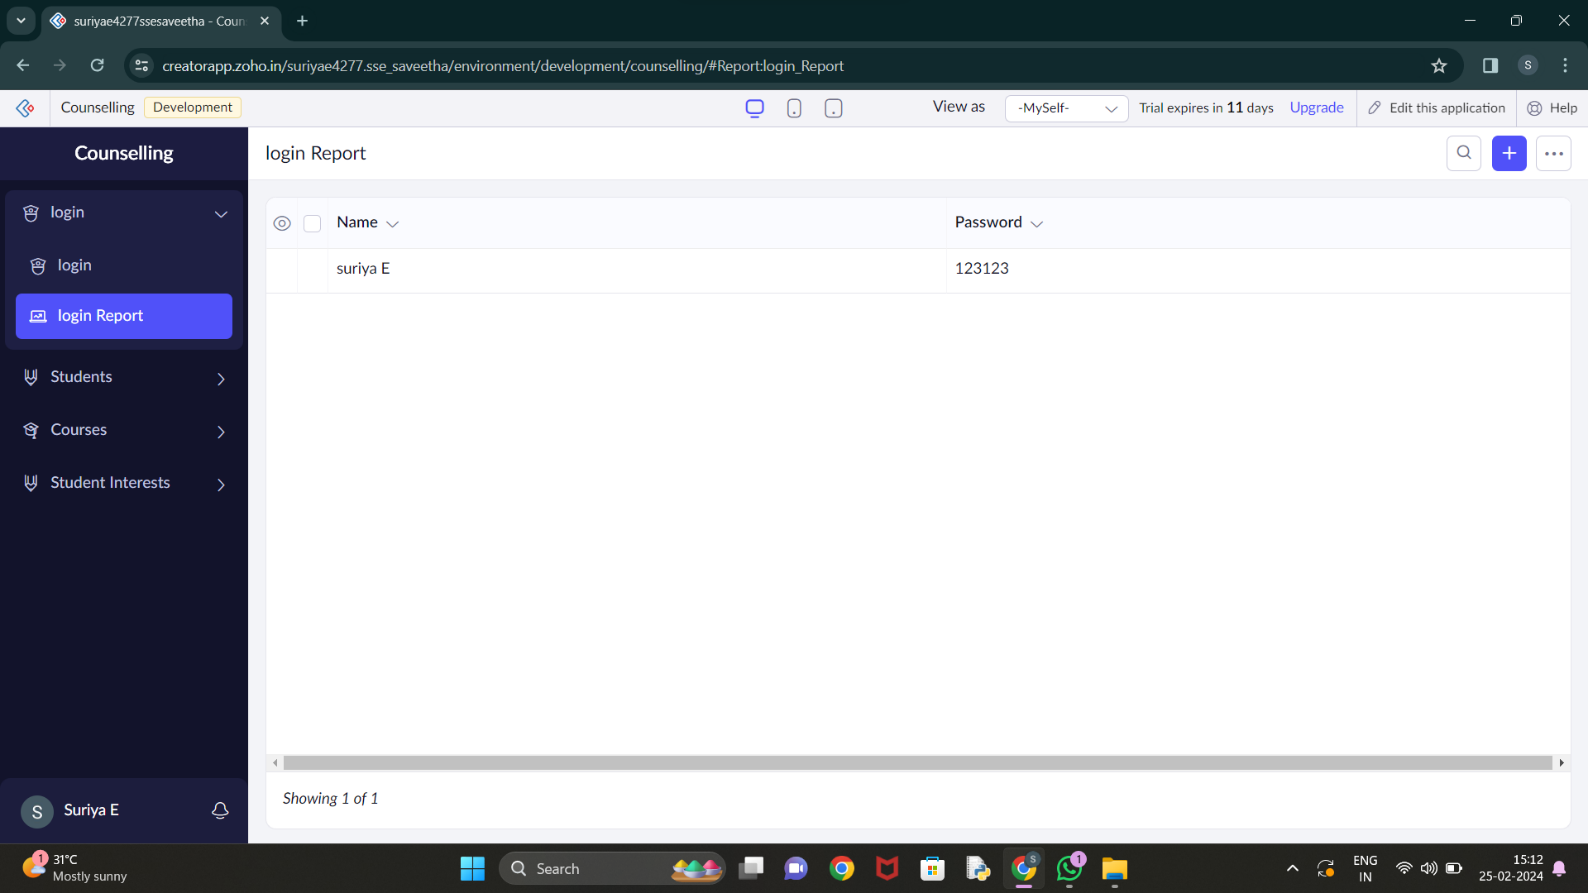 suriyae4277ssesaveetha - Coun
creatorapp.zoho.in/suriyae4277.sse_saveetha/environment/development/counselling/#Report:login_Report
S
Counselling Development View as -MySelf- Trial expires in 11 days Upgrade Edit this application Help
Counselling
login Report
login
Name Password
login
suriya E 123123
login Report
Students
Courses
Student Interests
Showing 1 of 1
S Suriya E
1 31°C
Mostly sunny
Search
S
1
ENG
IN
15:12
25-02-2024